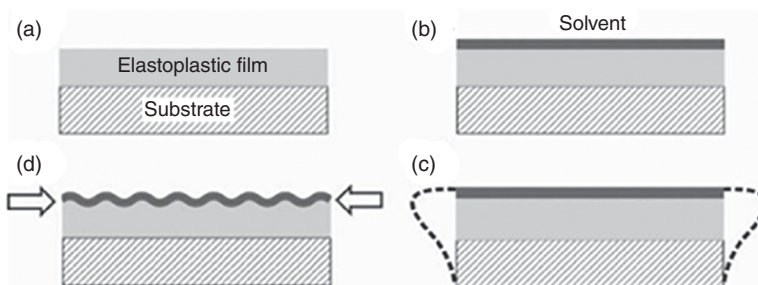 (a)
Elastoplastic film
Substrate
(b)
Solvent
(d)
(c)